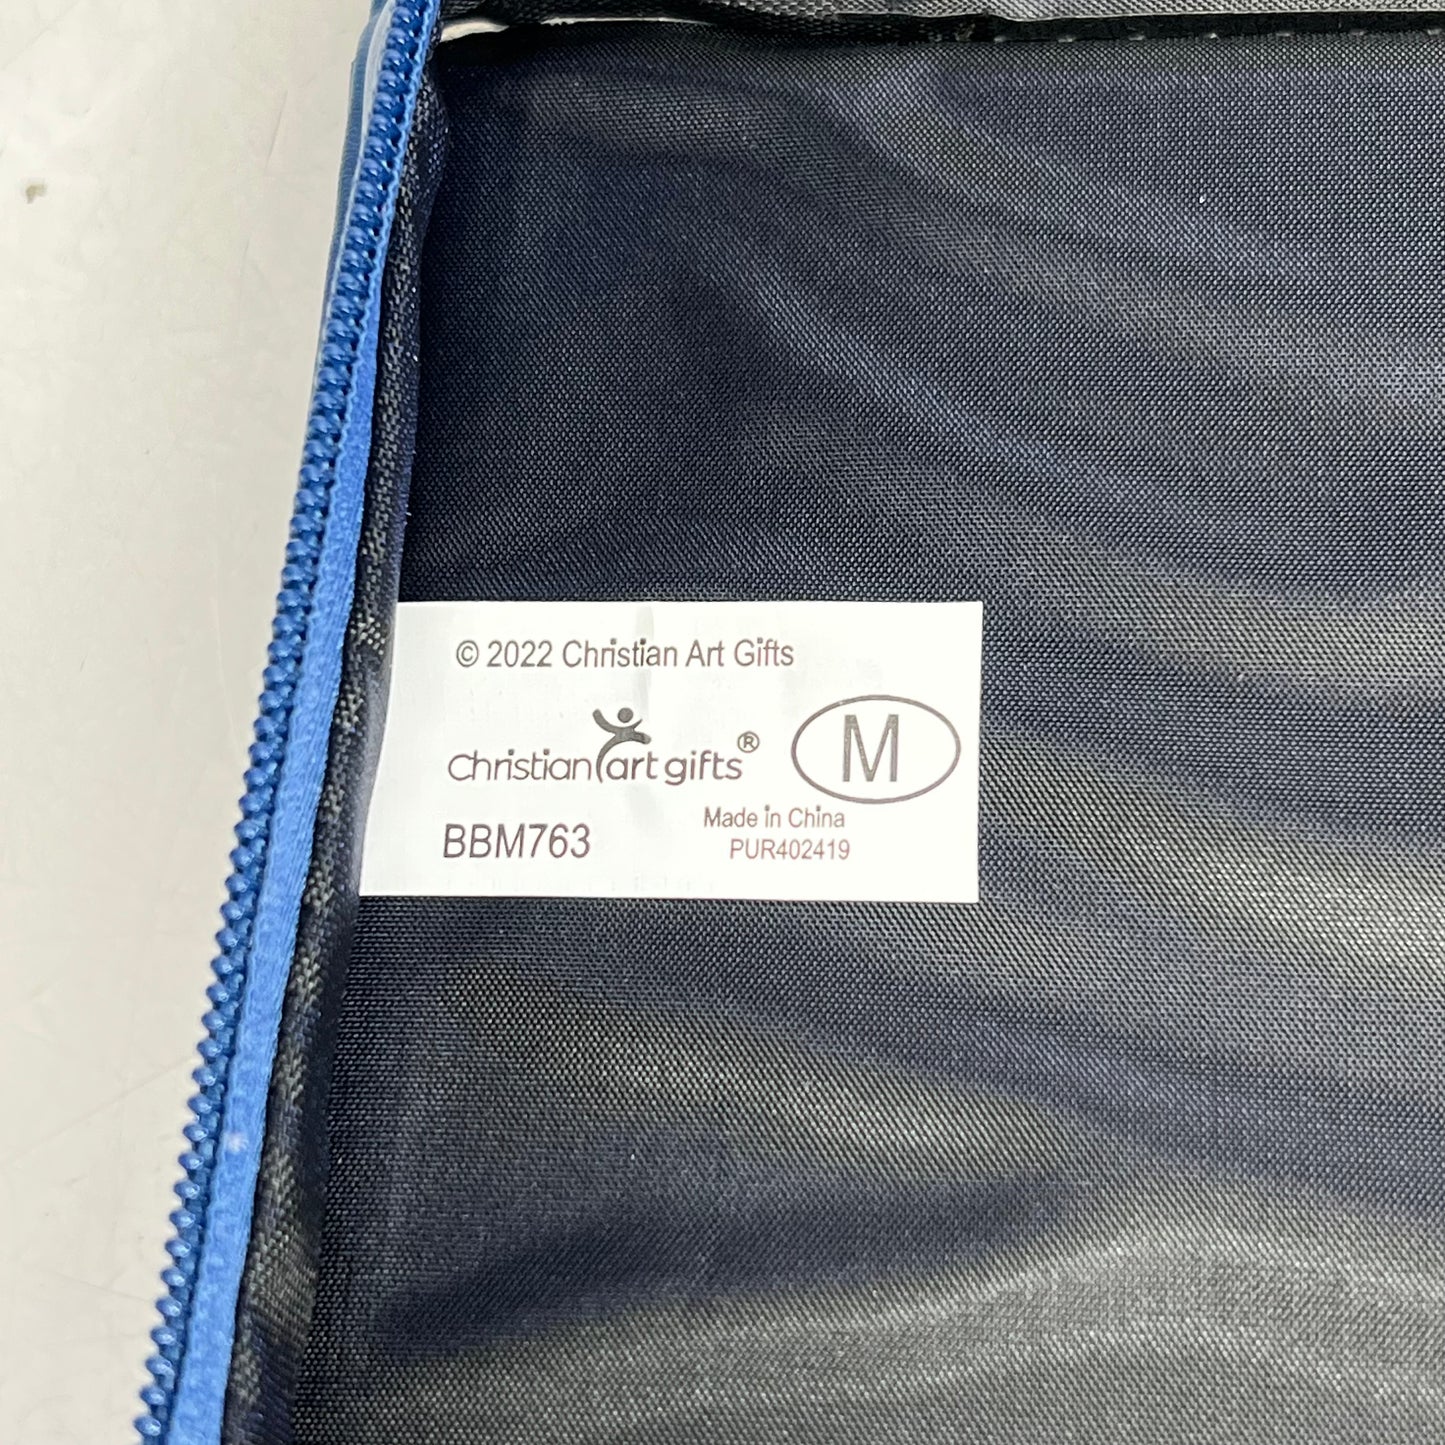 © 2022 Christian Art Gifts
christian art gifts®
M
BBM763
Made in China
PUR402419